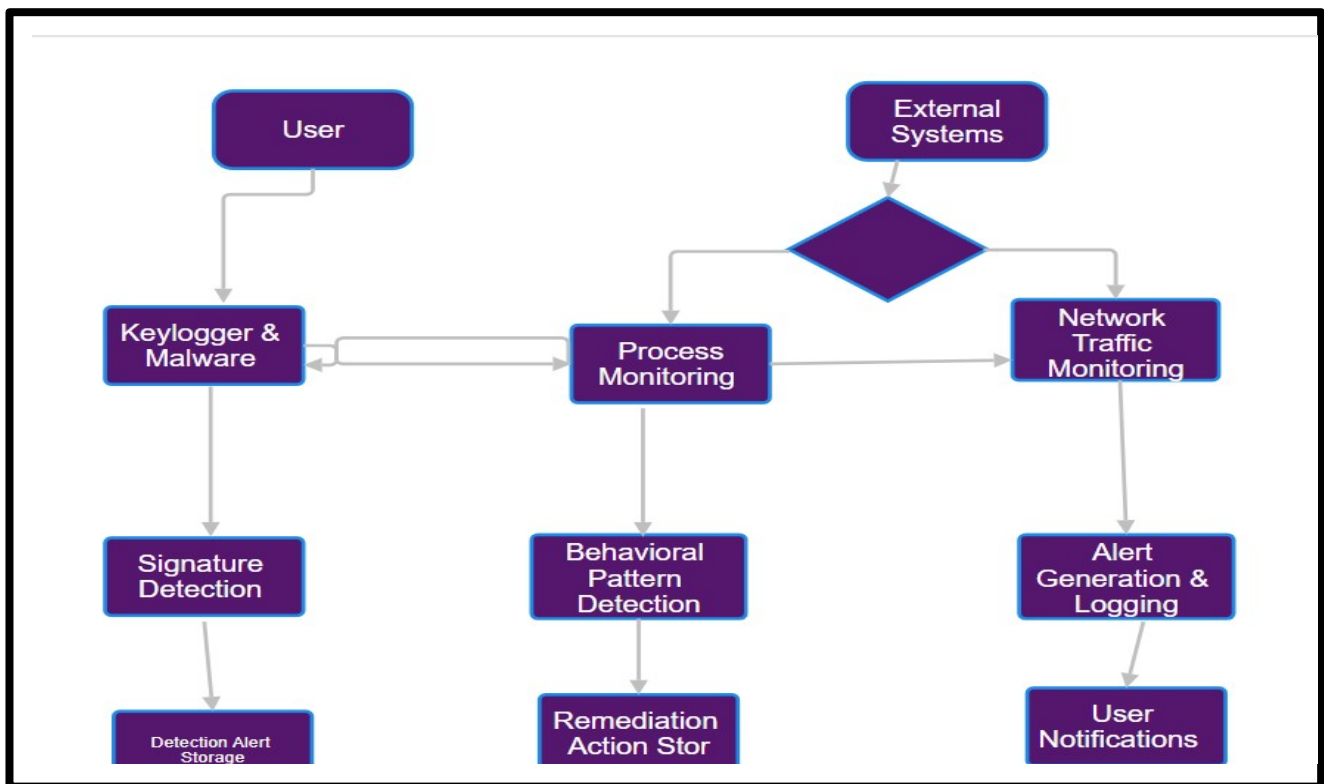 User
External
Systems
Keylogger &
Malware
Process
Monitoring
Network
Traffic
Monitoring
Signature
Detection
Behavioral
Pattern
Detection
Alert
Generation &
Logging
Detection Alert
Storage
Remediation
Action Stor
User
Notifications